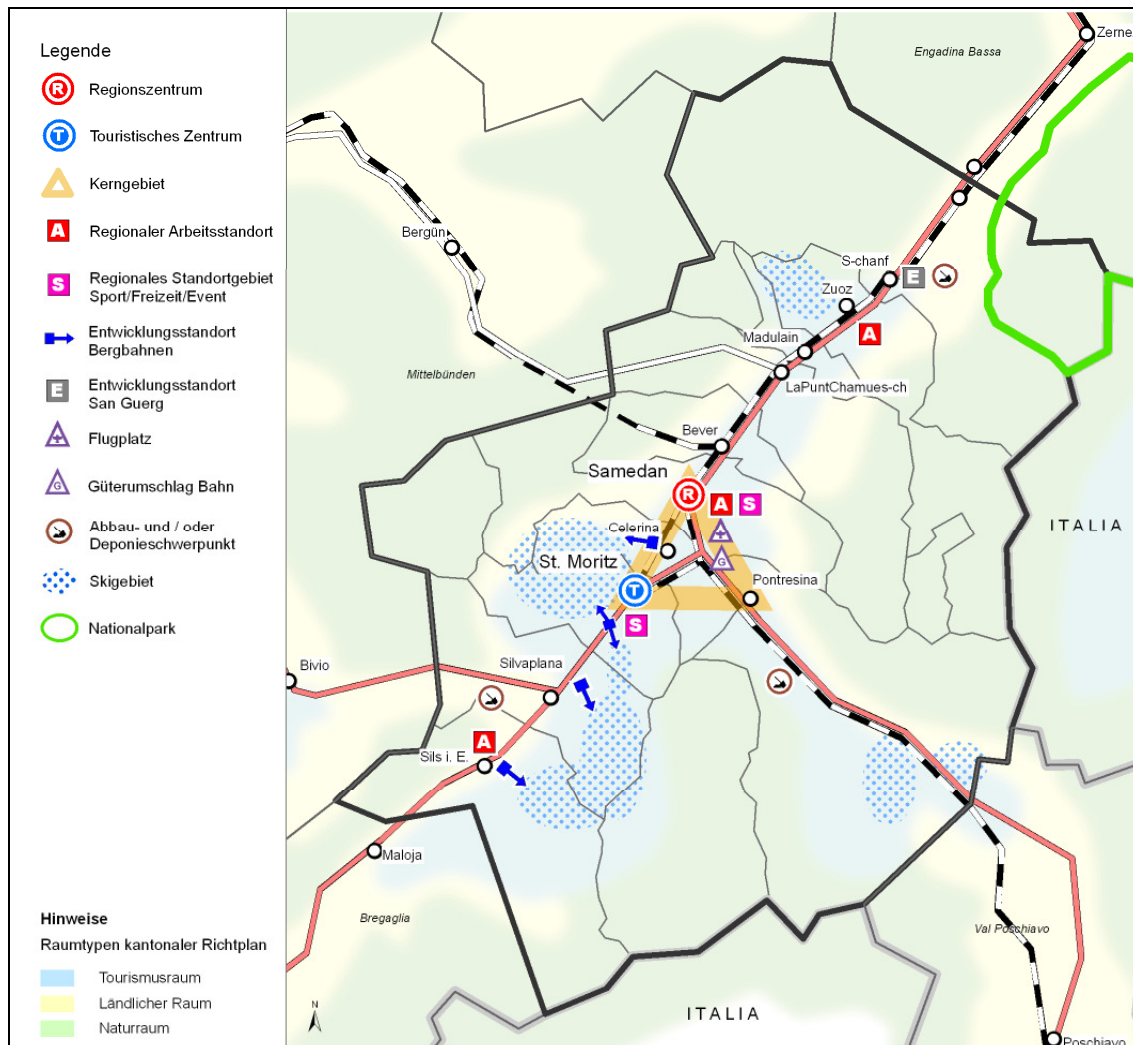 Legende
R
Regionszentrum
T
Touristisches Zentrum
Kerngebiet
A
Regionaler Arbeitsstandort
S
Regionales Standortgebiet
Sport/Freizeit/Event
Entwicklungsstandort
Bergbahnen
E
Entwicklungsstandort
San Guerg
Flugplatz
G
Güterumschlag Bahn
Abbau- und / oder
Deponieschwerpunkt
Skigebiet
Nationalpark
Hinweise
Raumtypen kantonaler Richtplan
Tourismusraum
Ländlicher Raum
Naturraum
Zerne
Engadina Bassa
Bergün
S-chanf
E
Zuoz
A
Madulain
Mittelbünden
LaPuntChamues-ch
Bever
Samedan
R
A
S
ITALIA
Celerina
G
St. Moritz
T
Pontresina
S
Silvaplana
Bivio
A
Sils i. E.
Maloja
Bregaglia
Val Poschiavo
N
ITALIA
Poschiavo